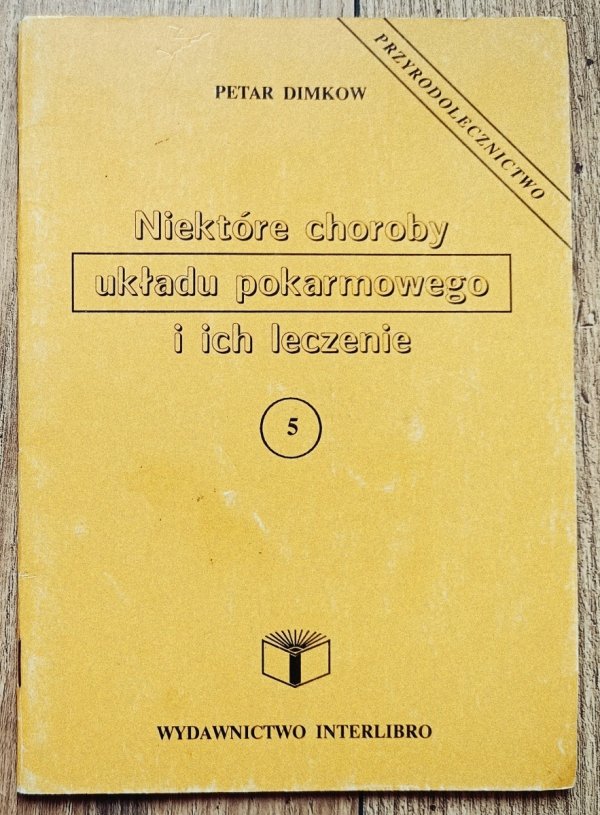 PETAR DIMKOW
PRZYRODOLECZNICTWO
Niektóre choroby
układu pokarmowego
i ich leczenie
5
WYDAWNICTWO INTERLIBRO